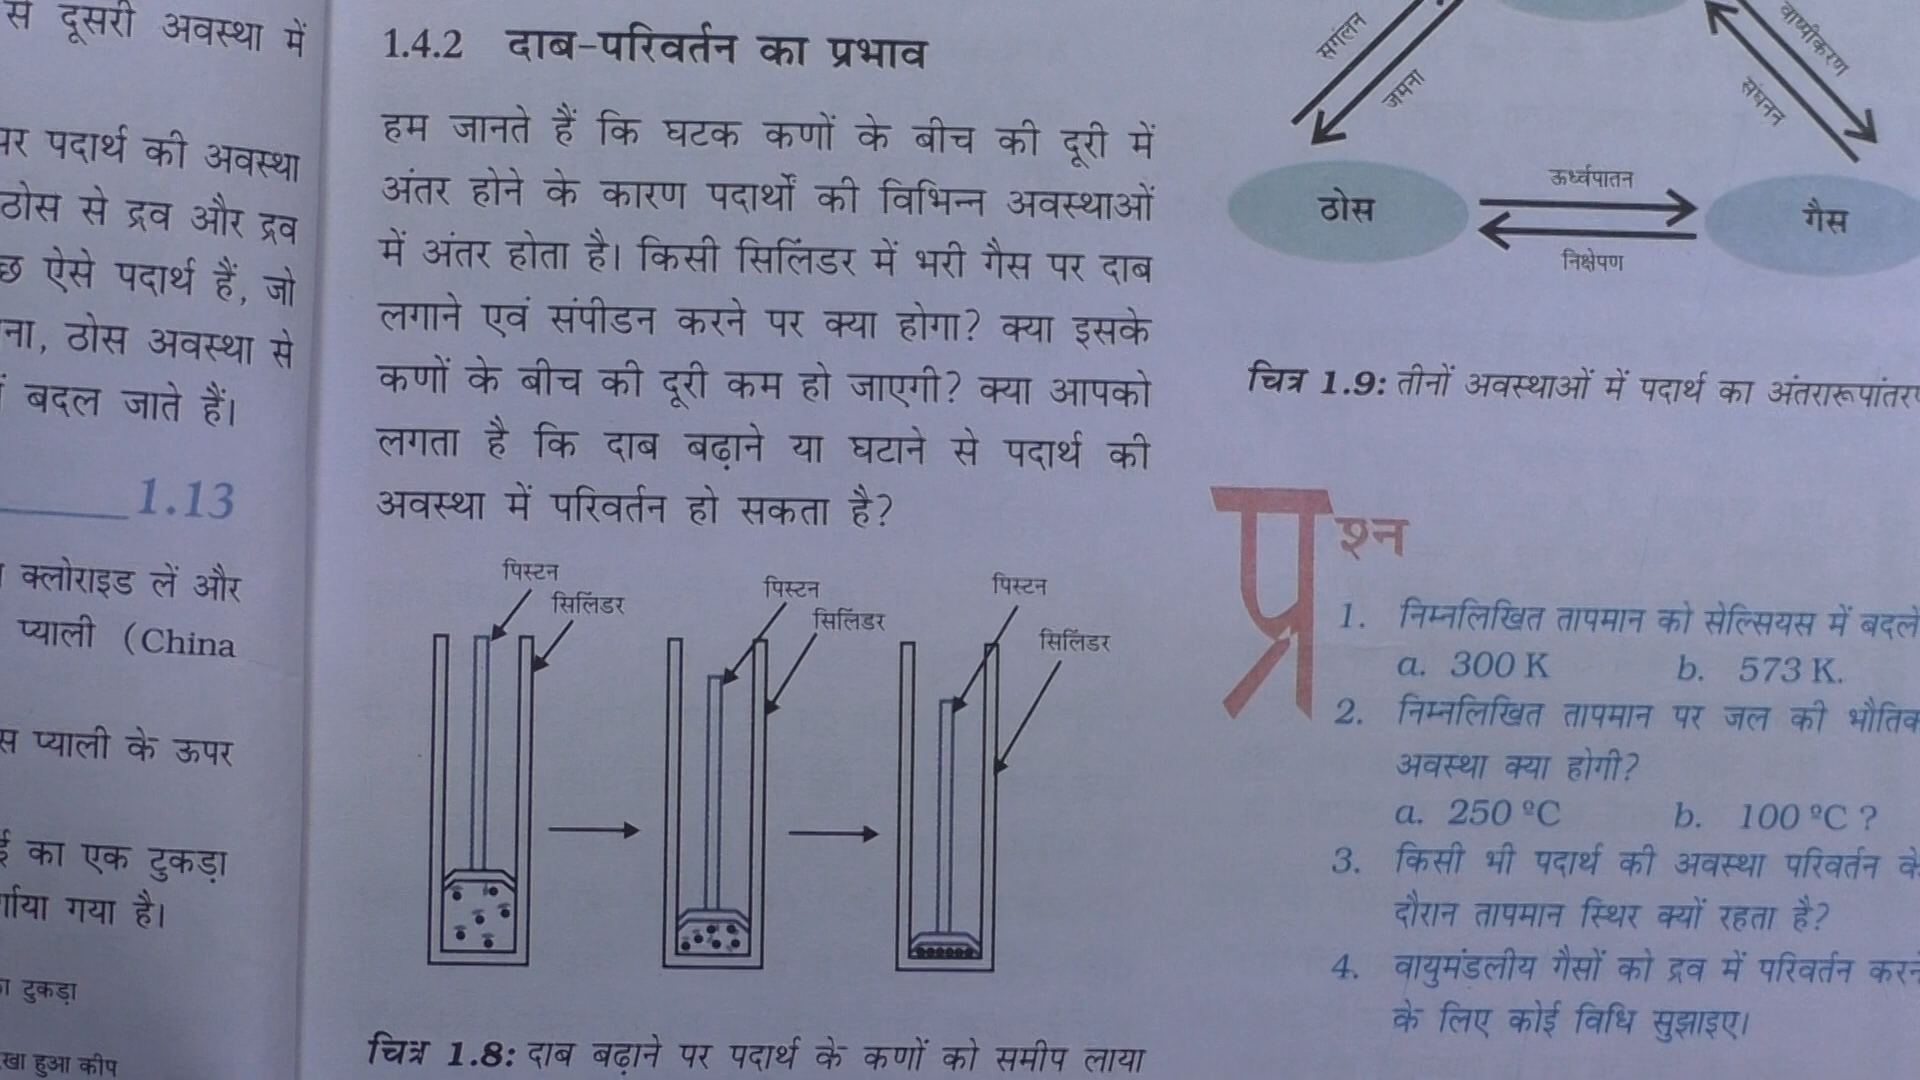 से दूसरी अवस्था में
पर पदार्थ की अवस्था
ठोस से द्रव और द्रव
ऐसे पदार्थ हैं, जो
ठोस अवस्था से
बदल जाते हैं।
1.13
क्लोराइड लें और
प्याली (China
प्याली के ऊपर
का एक टुकड़ा
गया है।
टुकड़ा
हुआ कीप
1.4.2 दाब-परिवर्तन का प्रभाव
हम जानते हैं कि घटक कणों के बीच की दूरी में
अंतर होने के कारण पदार्थों की विभिन्न अवस्थाओं
में अंतर होता है। किसी सिलिंडर में भरी गैस पर दाब
लगाने एवं संपीडन करने पर क्या होगा? क्या इसके
कणों के बीच की दूरी कम हो जाएगी? क्या आपको
लगता है कि दाब बढ़ाने या घटाने से पदार्थ की
अवस्था में परिवर्तन हो सकता है?
पिस्टन
सिलिंडर
पिस्टन
सिलिंडर
पिस्टन
सिलिंडर
चित्र 1.8: दाब बढ़ाने पर पदार्थ के कणों को समीप लाया
संगलन
जमना
वाष्पीकरण
संघनन
ठोस
ऊर्ध्वपातन
निक्षेपण
गैस
चित्र 1.9: तीनों अवस्थाओं में पदार्थ का
प्रश्न
1. निम्नलिखित तापमान को सेल्सियस में बदलें
a. 300 K b. 573 K.
2. निम्नलिखित तापमान पर जल की भौतिक
अवस्था क्या होगी?
a. 250 °C b. 100 °C ?
3. किसी भी पदार्थ की अवस्था परिवर्तन के
दौरान तापमान स्थिर क्यों रहता है?
4. वायुमंडलीय गैसों को द्रव में परिवर्तन करने
के लिए कोई विधि सुझाइए।